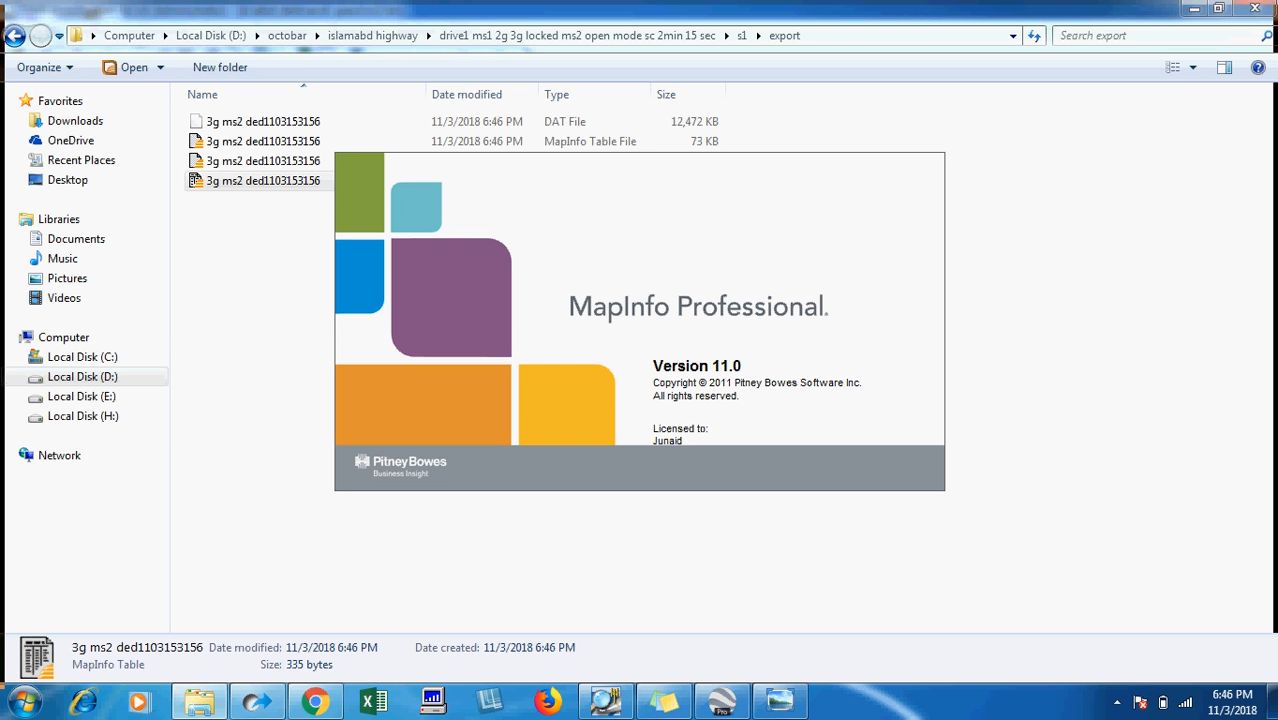 Computer Local Disk (D:) octobar islamabd highway drive1 ms1 2g 3g locked ms2 open mode sc 2min 15 sec s1 export Search export
Organize Open New folder
Name Date modified Type Size
Favorites
Downloads
OneDrive
Recent Places
Desktop
Libraries
Documents
Music
Pictures
Videos
Computer
Local Disk (C:)
Local Disk (D:)
Local Disk (E:)
Local Disk (H:)
Network
3g ms2 ded1103153156 11/3/2018 6:46 PM DAT File 12,472 KB
3g ms2 ded1103153156 11/3/2018 6:46 PM MapInfo Table File 73 KB
3g ms2 ded1103153156
3g ms2 ded1103153156
MapInfo Professional.
Version 11.0
Copyright © 2011 Pitney Bowes Software Inc.
All rights reserved.
Licensed to:
Junaid
PitneyBowes
Business Insight
3g ms2 ded1103153156 Date modified: 11/3/2018 6:46 PM Date created: 11/3/2018 6:46 PM
MapInfo Table Size: 335 bytes
Pro
6:46 PM
11/3/2018